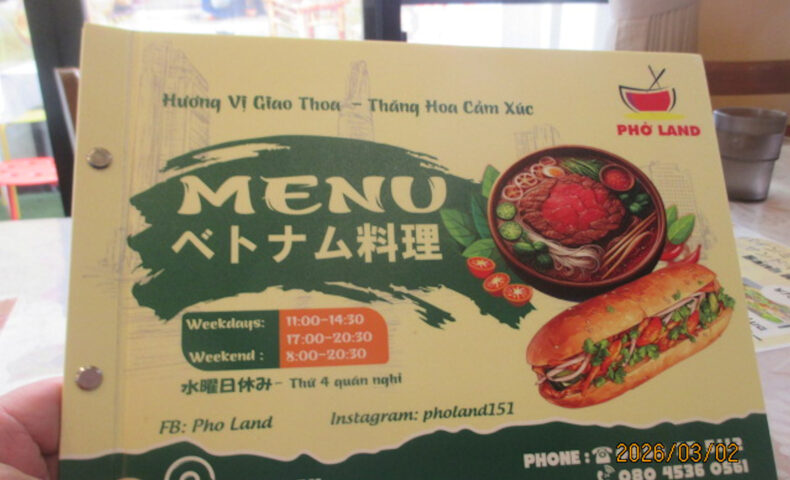 Hương Vị Giao Thoa - Thăng Hoa Cảm Xúc
PHỞ LAND
MENU
ベトナム料理
Weekdays: 11:00-14:30
17:00-20:30
Weekend : 8:00-20:30
水曜日休み - Thứ 4 quán nghỉ
FB: Pho Land
Instagram: pholand151
PHONE :
2026/03/02
080 4536 0561